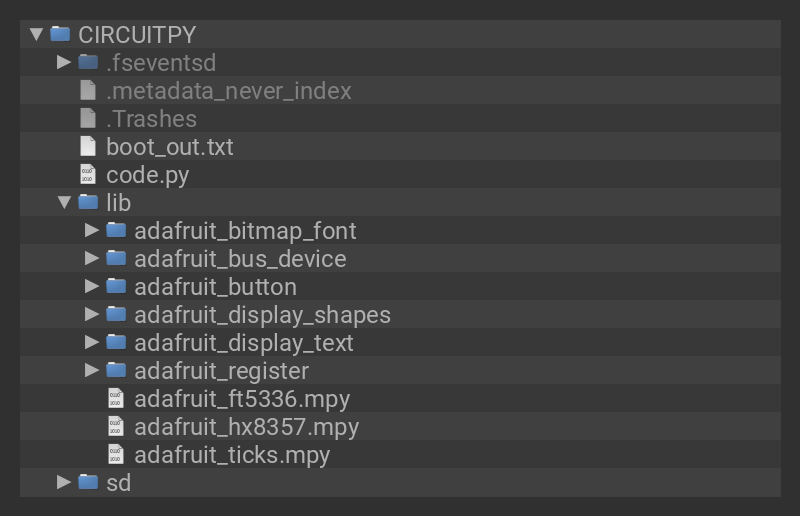 CIRCUITPY
.fseventsd
.metadata_never_index
.Trashes
boot_out.txt
code.py
lib
adafruit_bitmap_font
adafruit_bus_device
adafruit_button
adafruit_display_shapes
adafruit_display_text
adafruit_register
adafruit_ft5336.mpy
adafruit_hx8357.mpy
adafruit_ticks.mpy
sd